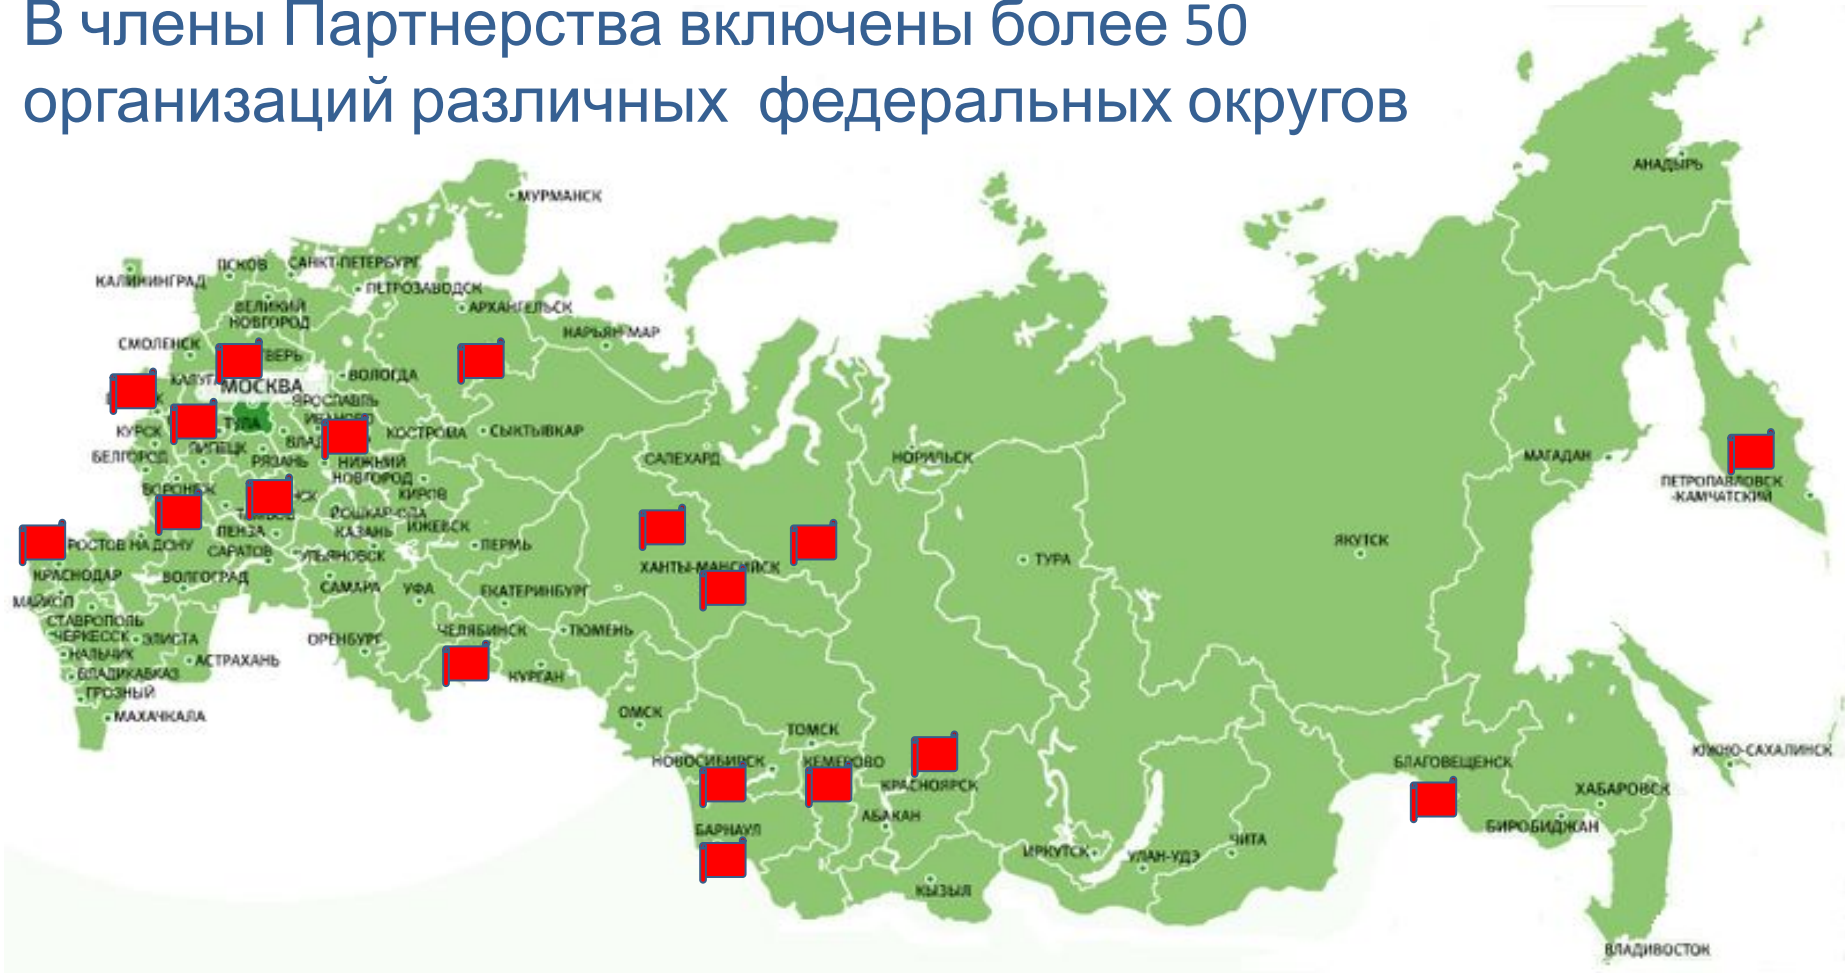 В члены Партнерства включены более 50
организаций различных  федеральных округов
АНАДЫРЬ
МУРМАНСК
ПСКОВ
САНКТ-ПЕТЕРБУРГ
КАЛИНИНГРАД
ПЕТРОЗАВОДСК
ВЕЛИКИЙ
НОВГОРОД
АРХАНГЕЛЬСК
НАРЬЯН-МАР
СМОЛЕНСК
ТВЕРЬ
ВОЛОГДА
МОСКВА
ЯРОСЛАВЛЬ
ТУЛА
КУРСК
КОСТРОМА
СЫКТЫВКАР
ЛИПЕЦК
БЕЛГОРОД
РЯЗАНЬ
НИЖНИЙ
НОВГОРОД
САЛЕХАРД
НОРИЛЬСК
МАГАДАН
ПЕТРОПАВЛОВСК
-КАМЧАТСКИЙ
ВОРОНЕЖ
КИРОВ
ЙОШКАР-ОЛА
ПЕНЗА
КАЗАНЬ
ИЖЕВСК
РОСТОВ НА ДОНУ
САРАТОВ
УЛЬЯНОВСК
ПЕРМЬ
ЯКУТСК
ТУРА
ХАНТЫ-МАНСИЙСК
КРАСНОДАР
ВОЛГОГРАД
САМАРА
УФА
ЕКАТЕРИНБУРГ
МАЙКОП
СТАВРОПОЛЬ
ЧЕРКЕССК
ЭЛИСТА
ОРЕНБУРГ
ЧЕЛЯБИНСК
ТЮМЕНЬ
НАЛЬЧИК
АСТРАХАНЬ
ВЛАДИКАВКАЗ
КУРГАН
ГРОЗНЫЙ
МАХАЧКАЛА
ОМСК
ТОМСК
НОВОСИБИРСК
КЕМЕРОВО
КРАСНОЯРСК
БЛАГОВЕЩЕНСК
ЮЖНО-САХАЛИНСК
ХАБАРОВСК
АБАКАН
БАРНАУЛ
БИРОБИДЖАН
ЧИТА
ИРКУТСК
УЛАН-УДЭ
КЫЗЫЛ
ВЛАДИВОСТОК